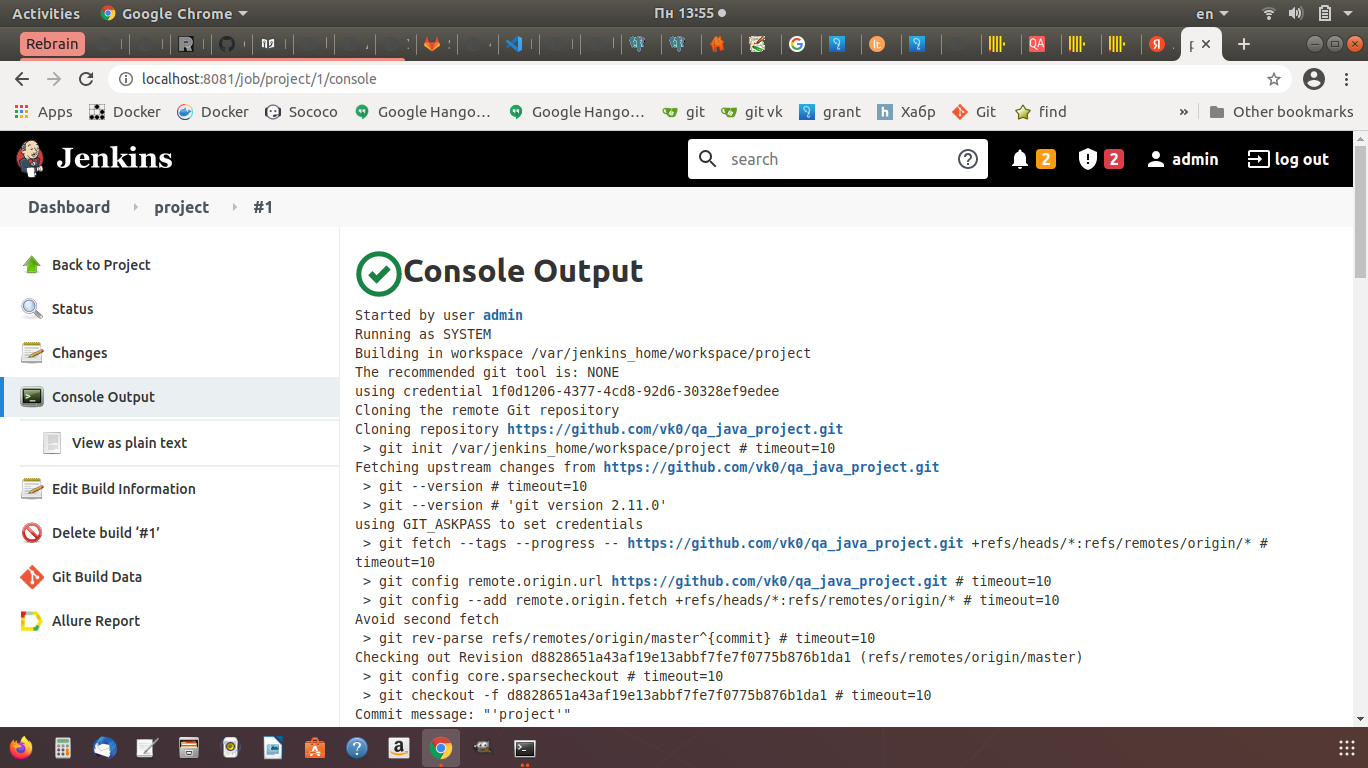 Activities
Google Chrome
Пн 13:55
en
Rebrain
localhost:8081/job/project/1/console
Apps
Docker
Docker
Sococo
Google Hango...
Google Hango...
git
git vk
grant
Хабр
Git
find
»
Other bookmarks
Jenkins
search
2
2
admin
log out
Dashboard
project
#1
Back to Project
Status
Changes
Console Output
View as plain text
Edit Build Information
Delete build ‘#1’
Git Build Data
Allure Report
Console Output
Started by user admin
Running as SYSTEM
Building in workspace /var/jenkins_home/workspace/project
The recommended git tool is: NONE
using credential 1f0d1206-4377-4cd8-92d6-30328ef9edee
Cloning the remote Git repository
Cloning repository https://github.com/vk0/qa_java_project.git
 > git init /var/jenkins_home/workspace/project # timeout=10
Fetching upstream changes from https://github.com/vk0/qa_java_project.git
 > git --version # timeout=10
 > git --version # 'git version 2.11.0'
using GIT_ASKPASS to set credentials
 > git fetch --tags --progress -- https://github.com/vk0/qa_java_project.git +refs/heads/*:refs/remotes/origin/* #
timeout=10
 > git config remote.origin.url https://github.com/vk0/qa_java_project.git # timeout=10
 > git config --add remote.origin.fetch +refs/heads/*:refs/remotes/origin/* # timeout=10
Avoid second fetch
 > git rev-parse refs/remotes/origin/master^{commit} # timeout=10
Checking out Revision d8828651a43af19e13abbf7fe7f0775b876b1da1 (refs/remotes/origin/master)
 > git config core.sparsecheckout # timeout=10
 > git checkout -f d8828651a43af19e13abbf7fe7f0775b876b1da1 # timeout=10
Commit message: "'project'"